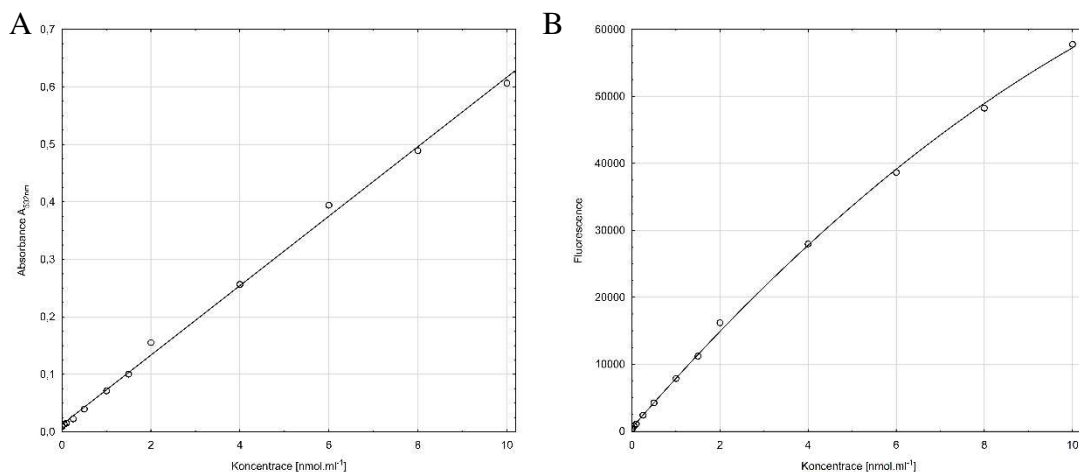 A
0,7
0,6
0,5
0,4
0,3
0,2
0,1
0,0
Absorbance A532nm
0 2 4 6 8 10
Koncentrace [nmol.ml-1]
B
60000
50000
40000
30000
20000
10000
0
Fluorescence
0 2 4 6 8 10
Koncentrace [nmol.ml-1]